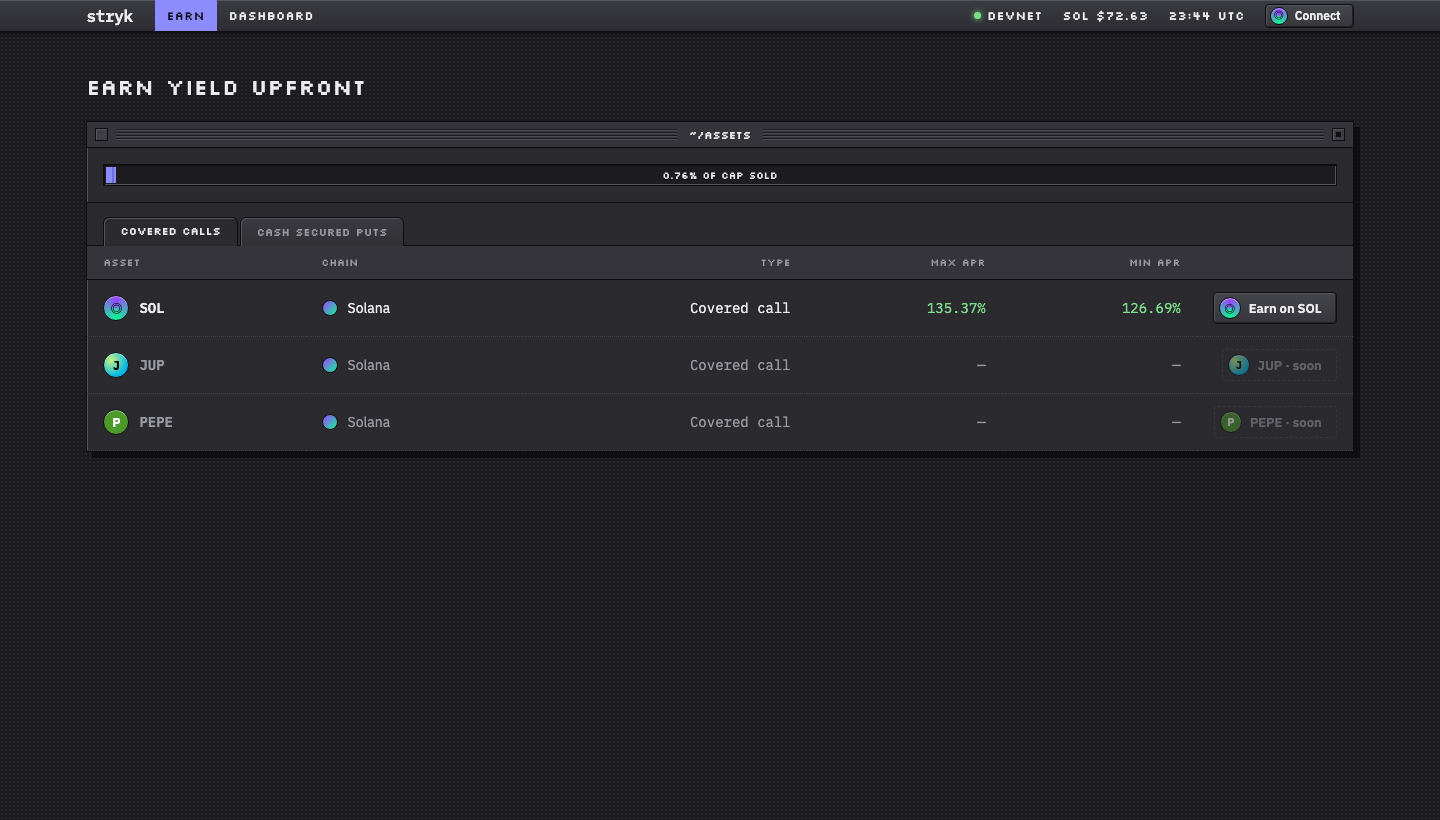 stryk EARN DASHBOARD DEVNET SOL $72.63 23:44 UTC Connect
EARN YIELD UPFRONT
~/ASSETS
0.76% OF CAP SOLD
COVERED CALLS CASH SECURED PUTS
ASSET CHAIN TYPE MAX APR MIN APR
SOL Solana Covered call 135.37% 126.69% Earn on SOL
J JUP Solana Covered call — — J JUP · soon
P PEPE Solana Covered call — — P PEPE · soon